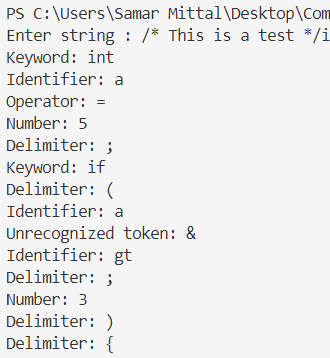 PS C:\Users\Samar Mittal\Desktop\Com
Enter string : /* This is a test */i
Keyword: int
Identifier: a
Operator: =
Number: 5
Delimiter: ;
Keyword: if
Delimiter: (
Identifier: a
Unrecognized token: &
Identifier: gt
Delimiter: ;
Number: 3
Delimiter: )
Delimiter: {